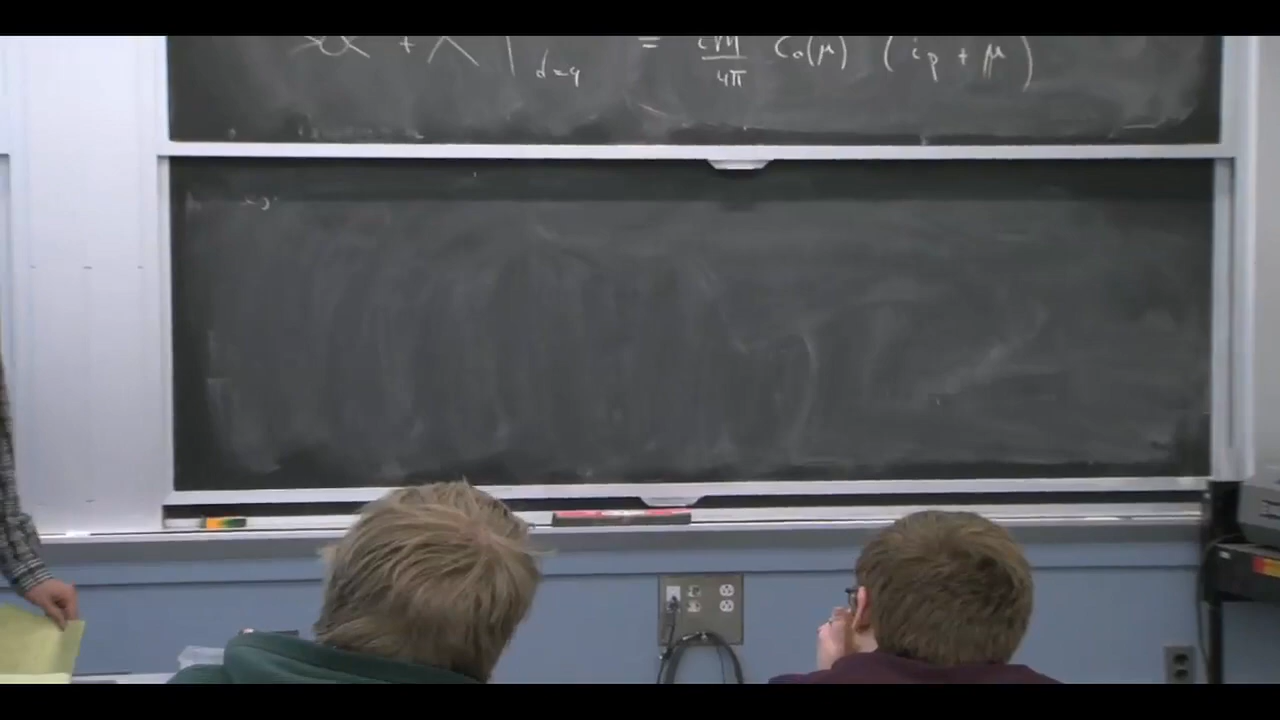 + | d=4 = iM/4π C₀(μ) (ip + μ)